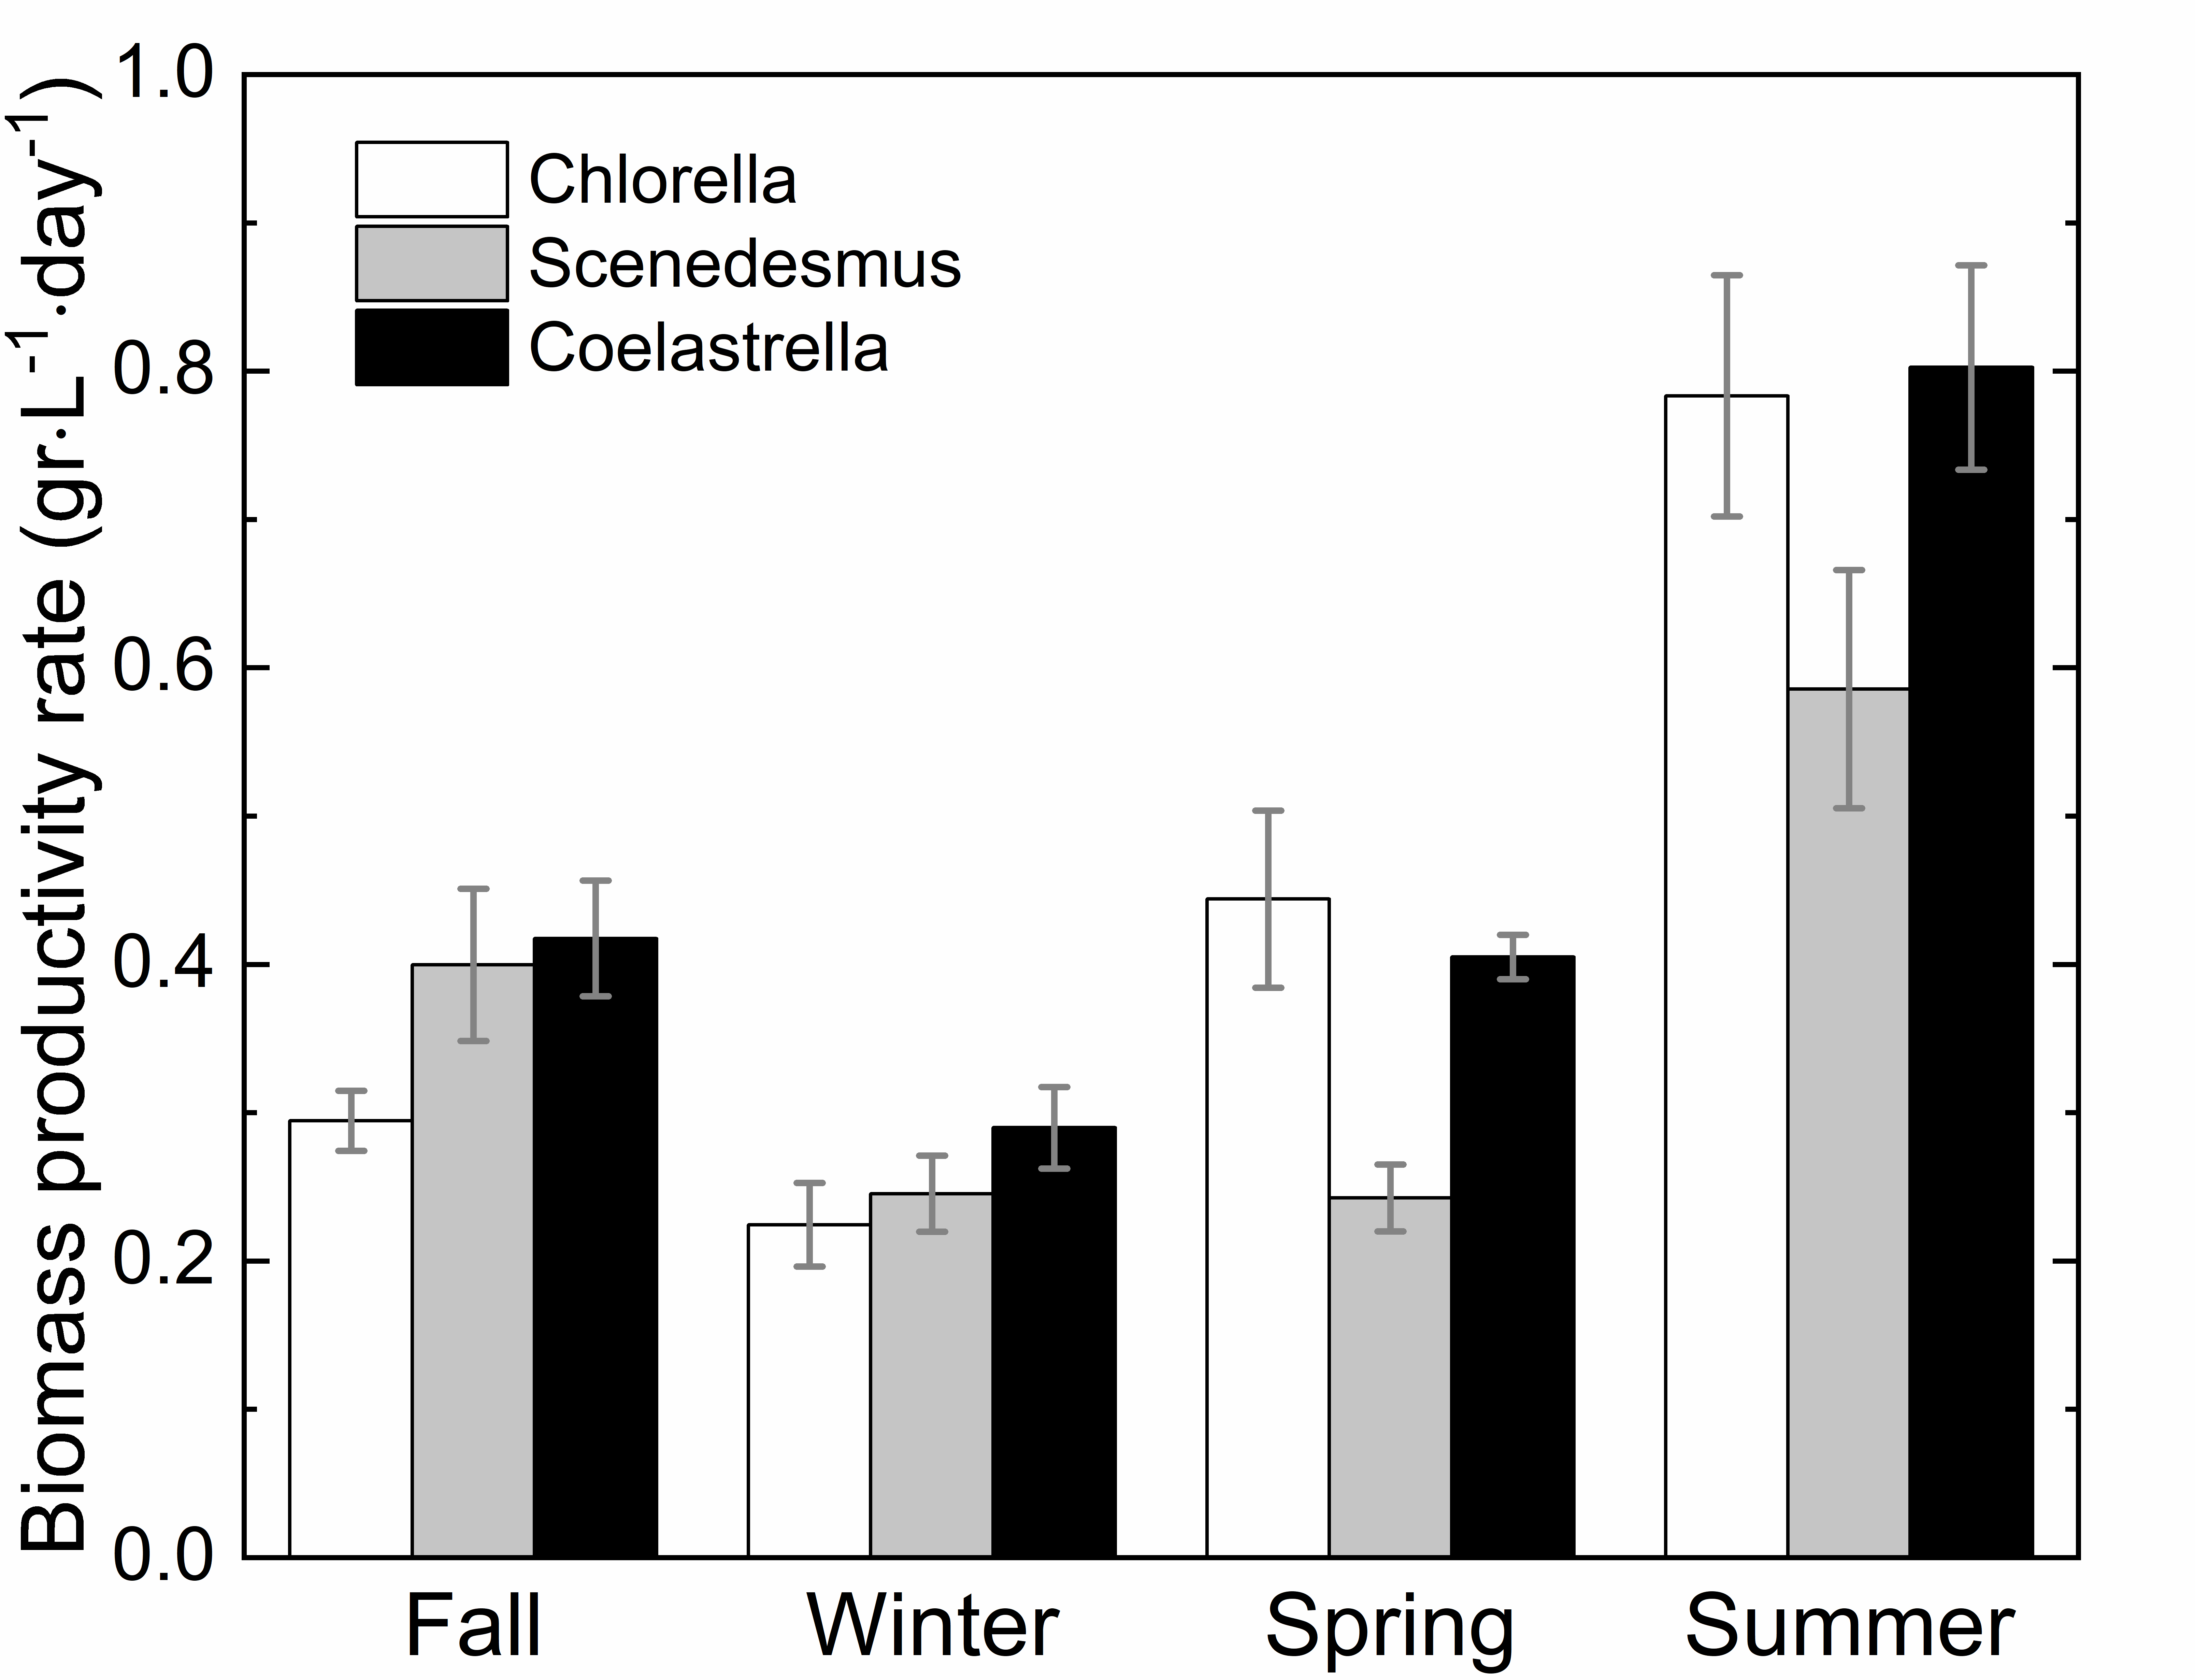 Biomass productivity rate (gr·L⁻¹·day⁻¹)
1.0
0.8
0.6
0.4
0.2
0.0
Chlorella
Scenedesmus
Coelastrella
Fall Winter Spring Summer